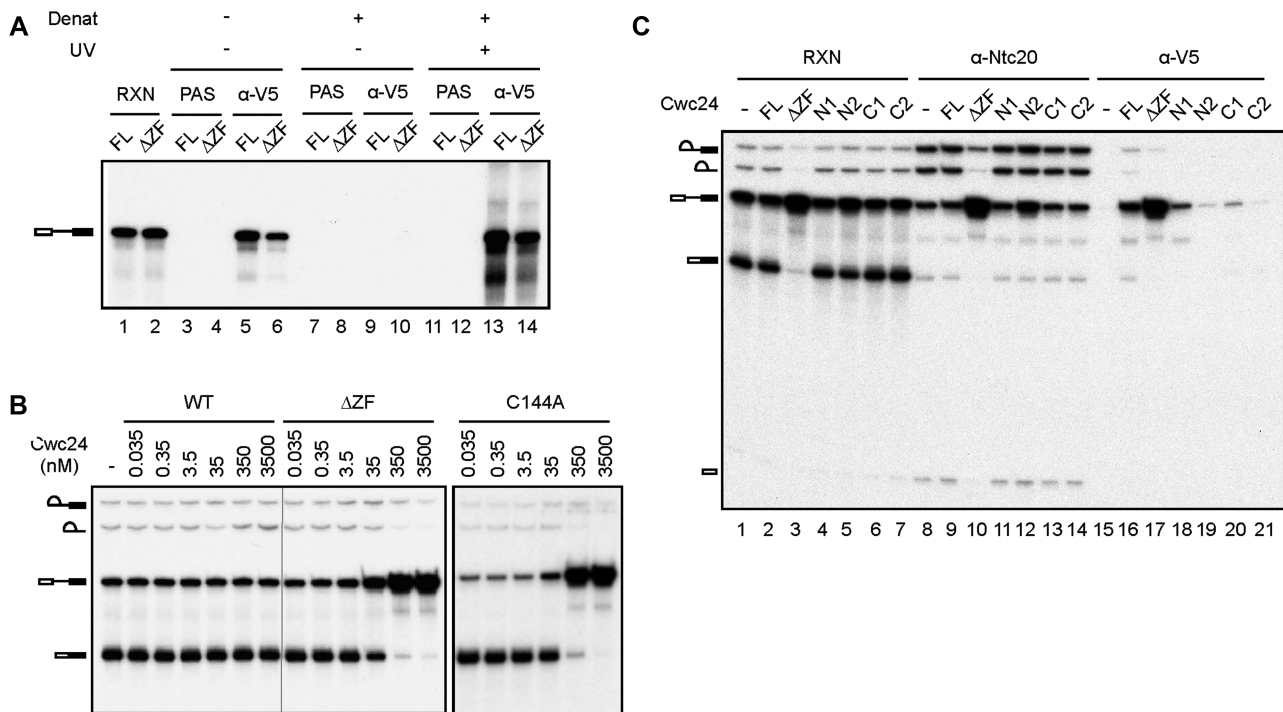 A
Denat - + +
UV - - +
RXN PAS α-V5 PAS α-V5 PAS α-V5
FL ΔZF FL ΔZF FL ΔZF FL ΔZF FL ΔZF FL ΔZF FL ΔZF
1 2 3 4 5 6 7 8 9 10 11 12 13 14
B
WT ΔZF C144A
Cwc24 (nM) - 0.035 0.35 3.5 35 350 3500 0.035 0.35 3.5 35 350 3500 0.035 0.35 3.5 35 350 3500
C
RXN α-Ntc20 α-V5
Cwc24 - FL ΔZF N1 N2 C1 C2 - FL ΔZF N1 N2 C1 C2 - FL ΔZF N1 N2 C1 C2
1 2 3 4 5 6 7 8 9 10 11 12 13 14 15 16 17 18 19 20 21